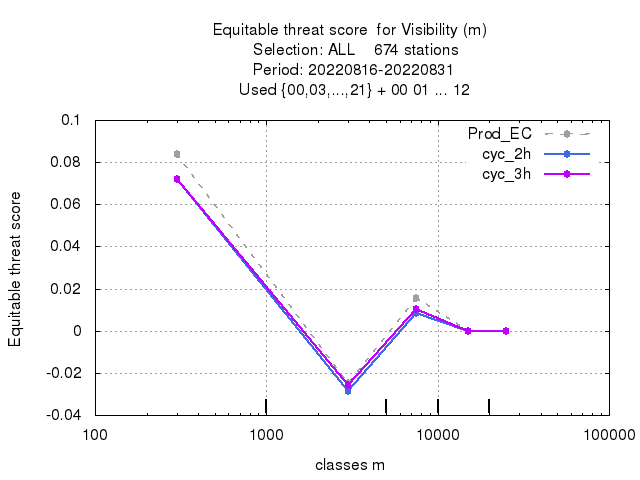 Equitable threat score  for Visibility (m)
Selection: ALL    674 stations
Period: 20220816-20220831
Used {00,03,...,21} + 00 01 ... 12
Prod_EC
cyc_2h
cyc_3h
0.1
0.08
0.06
0.04
0.02
0
-0.02
-0.04
Equitable threat score
100 1000 10000 100000
classes m